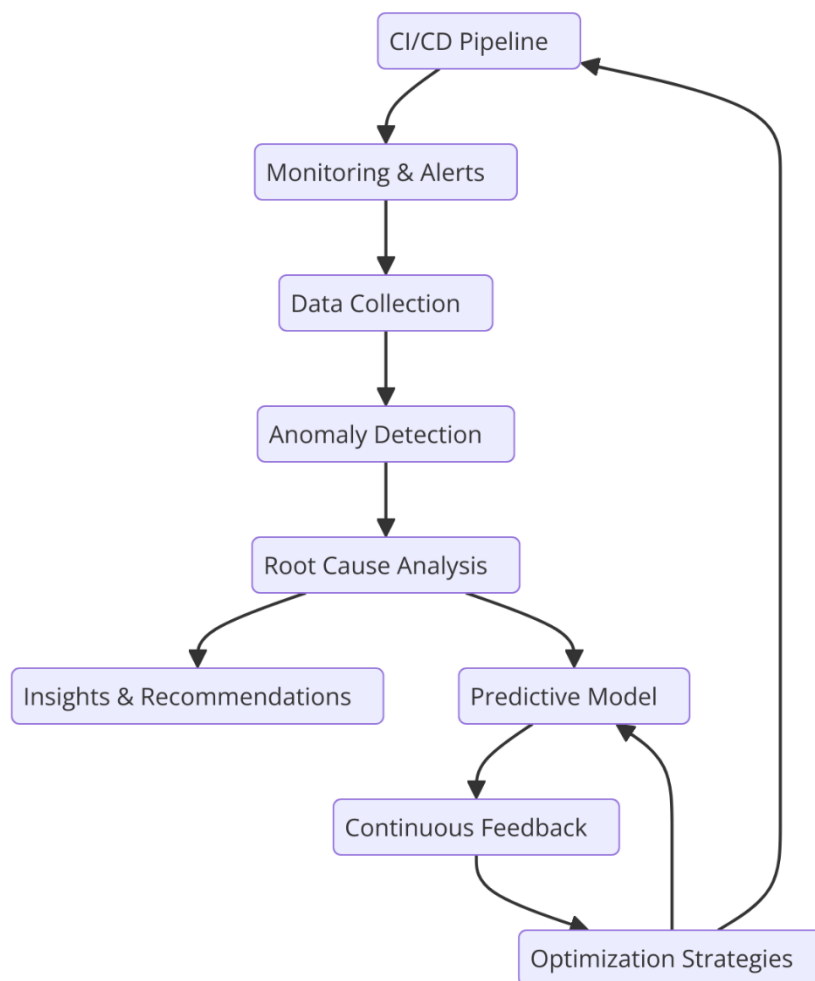 CI/CD Pipeline
Monitoring & Alerts
Data Collection
Anomaly Detection
Root Cause Analysis
Insights & Recommendations
Predictive Model
Continuous Feedback
Optimization Strategies